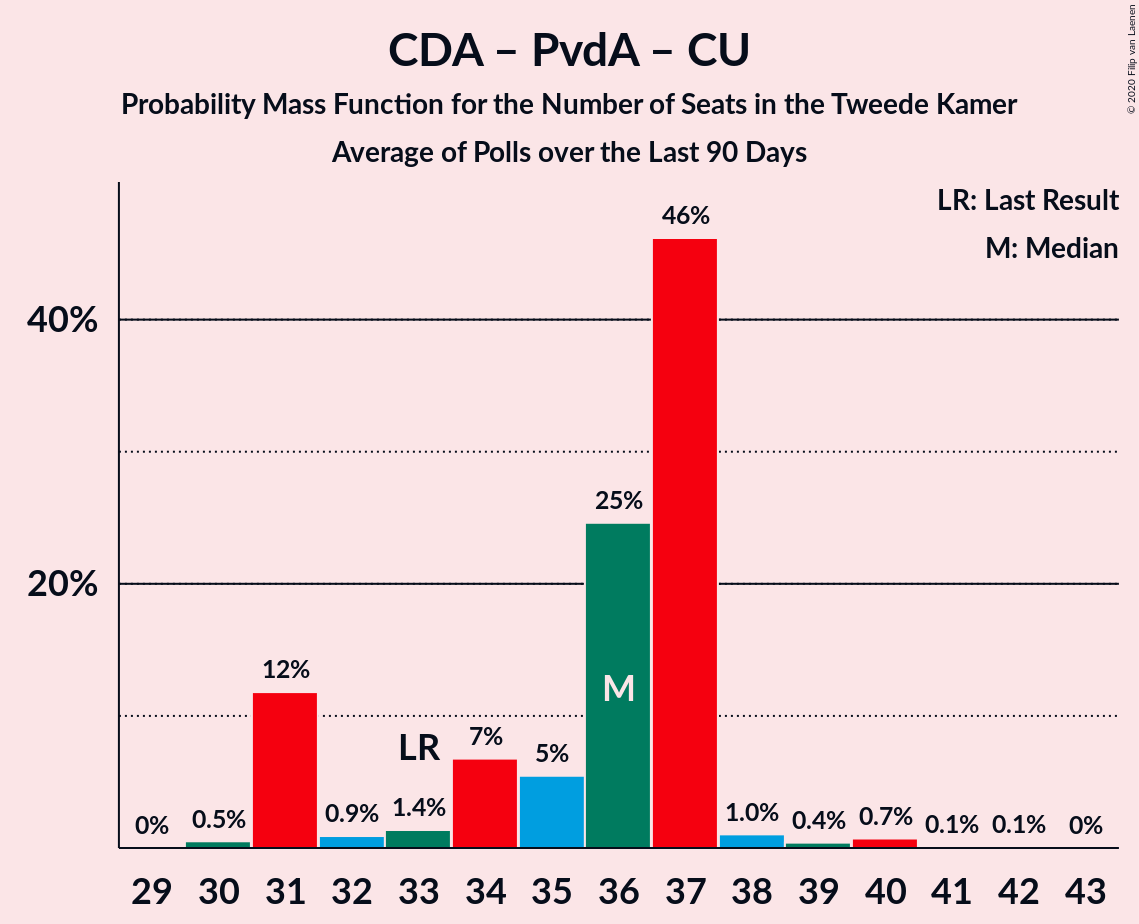 CDA – PvdA – CU
Probability Mass Function for the Number of Seats in the Tweede Kamer
Average of Polls over the Last 90 Days
© 2020 Filip van Laenen
LR: Last Result
M: Median
40%
20%
0%
0.5%
12%
0.9%
1.4%
LR
7%
5%
25%
M
46%
1.0%
0.4%
0.7%
0.1%
0.1%
0%
29 30 31 32 33 34 35 36 37 38 39 40 41 42 43